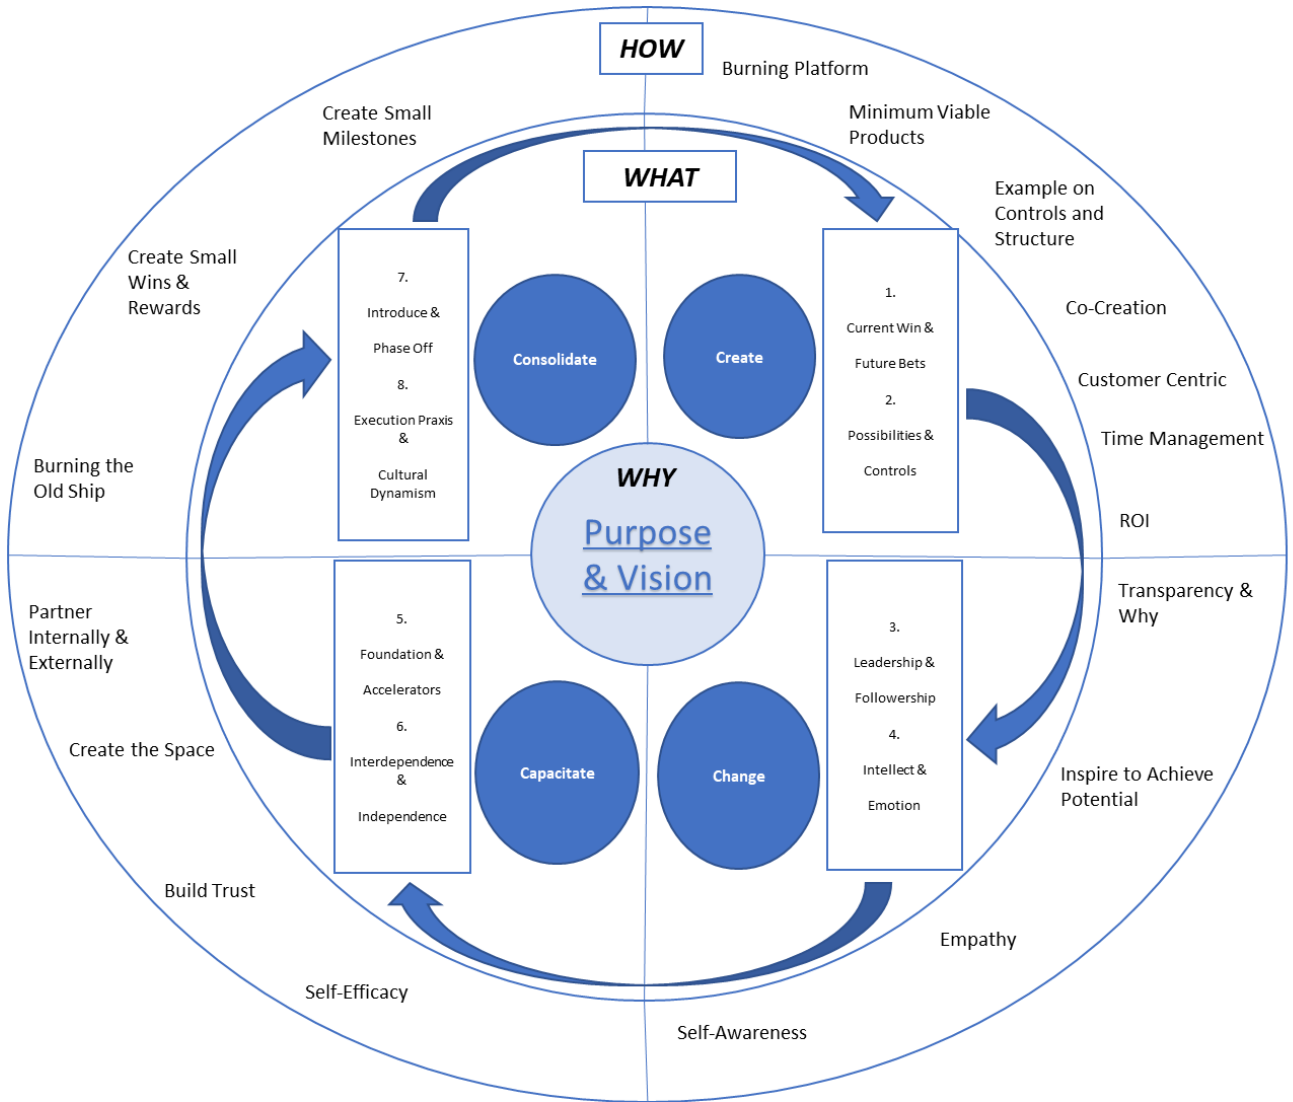 HOW
Burning Platform
Create Small
Milestones
Minimum Viable
Products
WHAT
Example on
Controls and
Structure
Create Small
Wins &
Rewards
Co-Creation
Customer Centric
Time Management
ROI
Burning the
Old Ship
7.
Introduce &
Phase Off
8.
Execution Praxis
&
Cultural
Dynamism
Consolidate
Create
1.
Current Win &
Future Bets
2.
Possibilities &
Controls
WHY
Purpose
& Vision
Partner
Internally &
Externally
Create the Space
Build Trust
Self-Efficacy
5.
Foundation &
Accelerators
6.
Interdependence
&
Independence
Capacitate
Change
3.
Leadership &
Followership
4.
Intellect &
Emotion
Transparency &
Why
Inspire to Achieve
Potential
Empathy
Self-Awareness